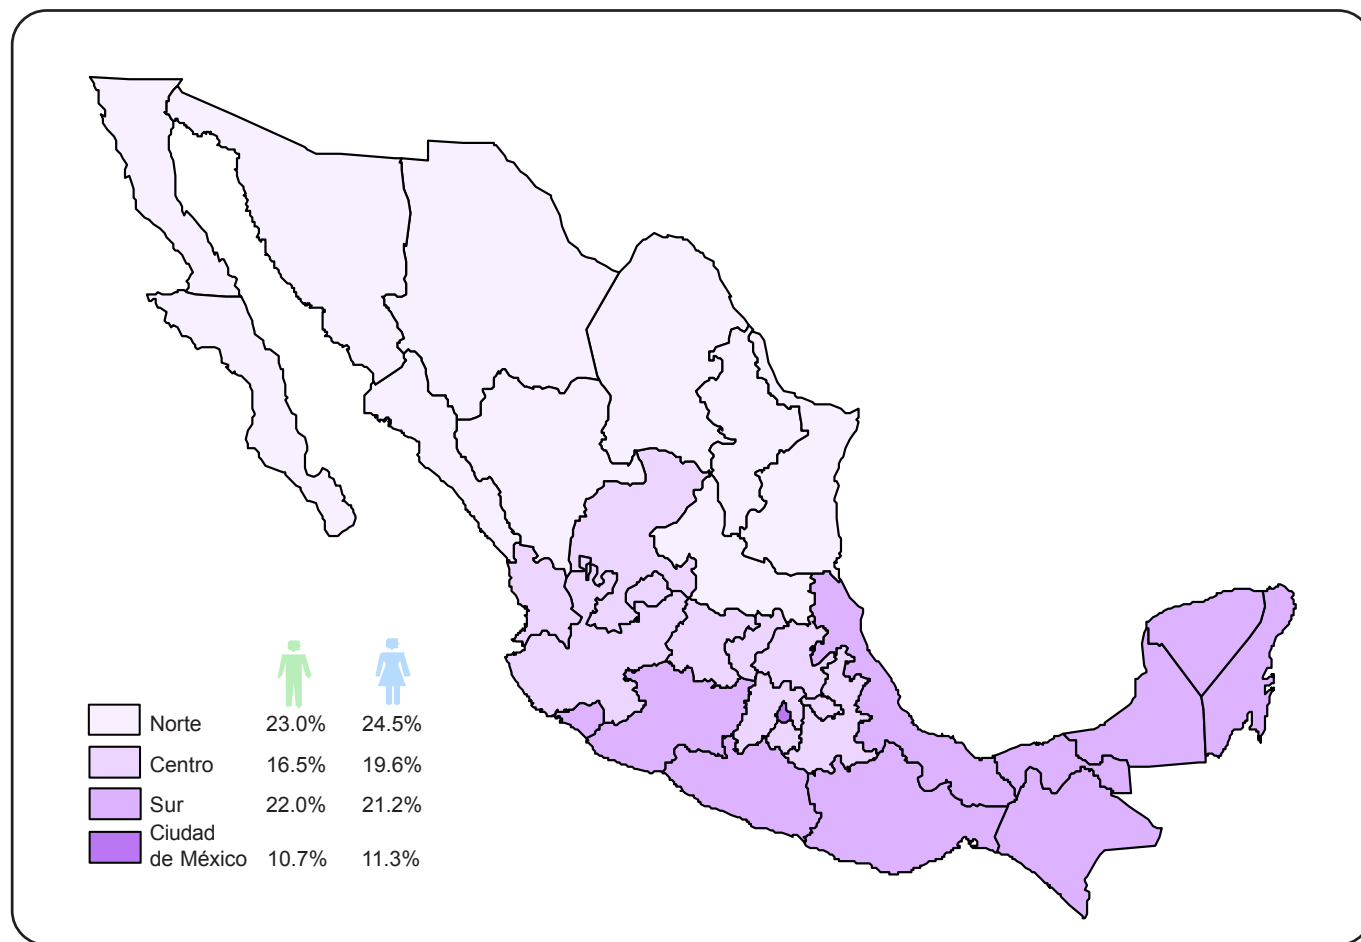 Norte 23.0% 24.5%
Centro 16.5% 19.6%
Sur 22.0% 21.2%
Ciudad
de México 10.7% 11.3%